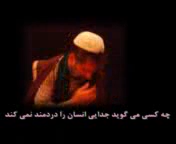 چه کسی می گوید جدایی انسان را دردمند نمی کند